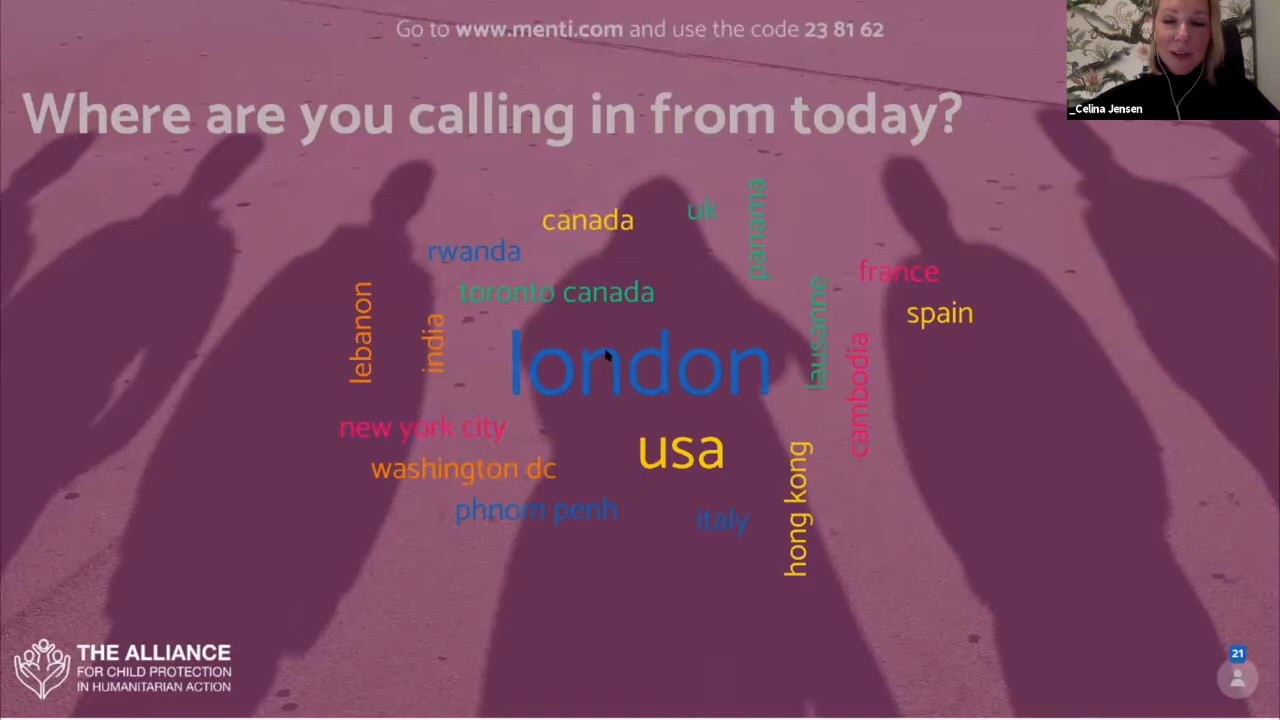 Go to www.menti.com and use the code 23 81 62
_Celina Jensen
Where are you calling in from today?
canada
uk
panama
rwanda
france
toronto canada
lausanne
spain
lebanon
india
london
cambodia
new york city
usa
washington dc
hong kong
phnom penh
italy
THE ALLIANCE
FOR CHILD PROTECTION
IN HUMANITARIAN ACTION
21